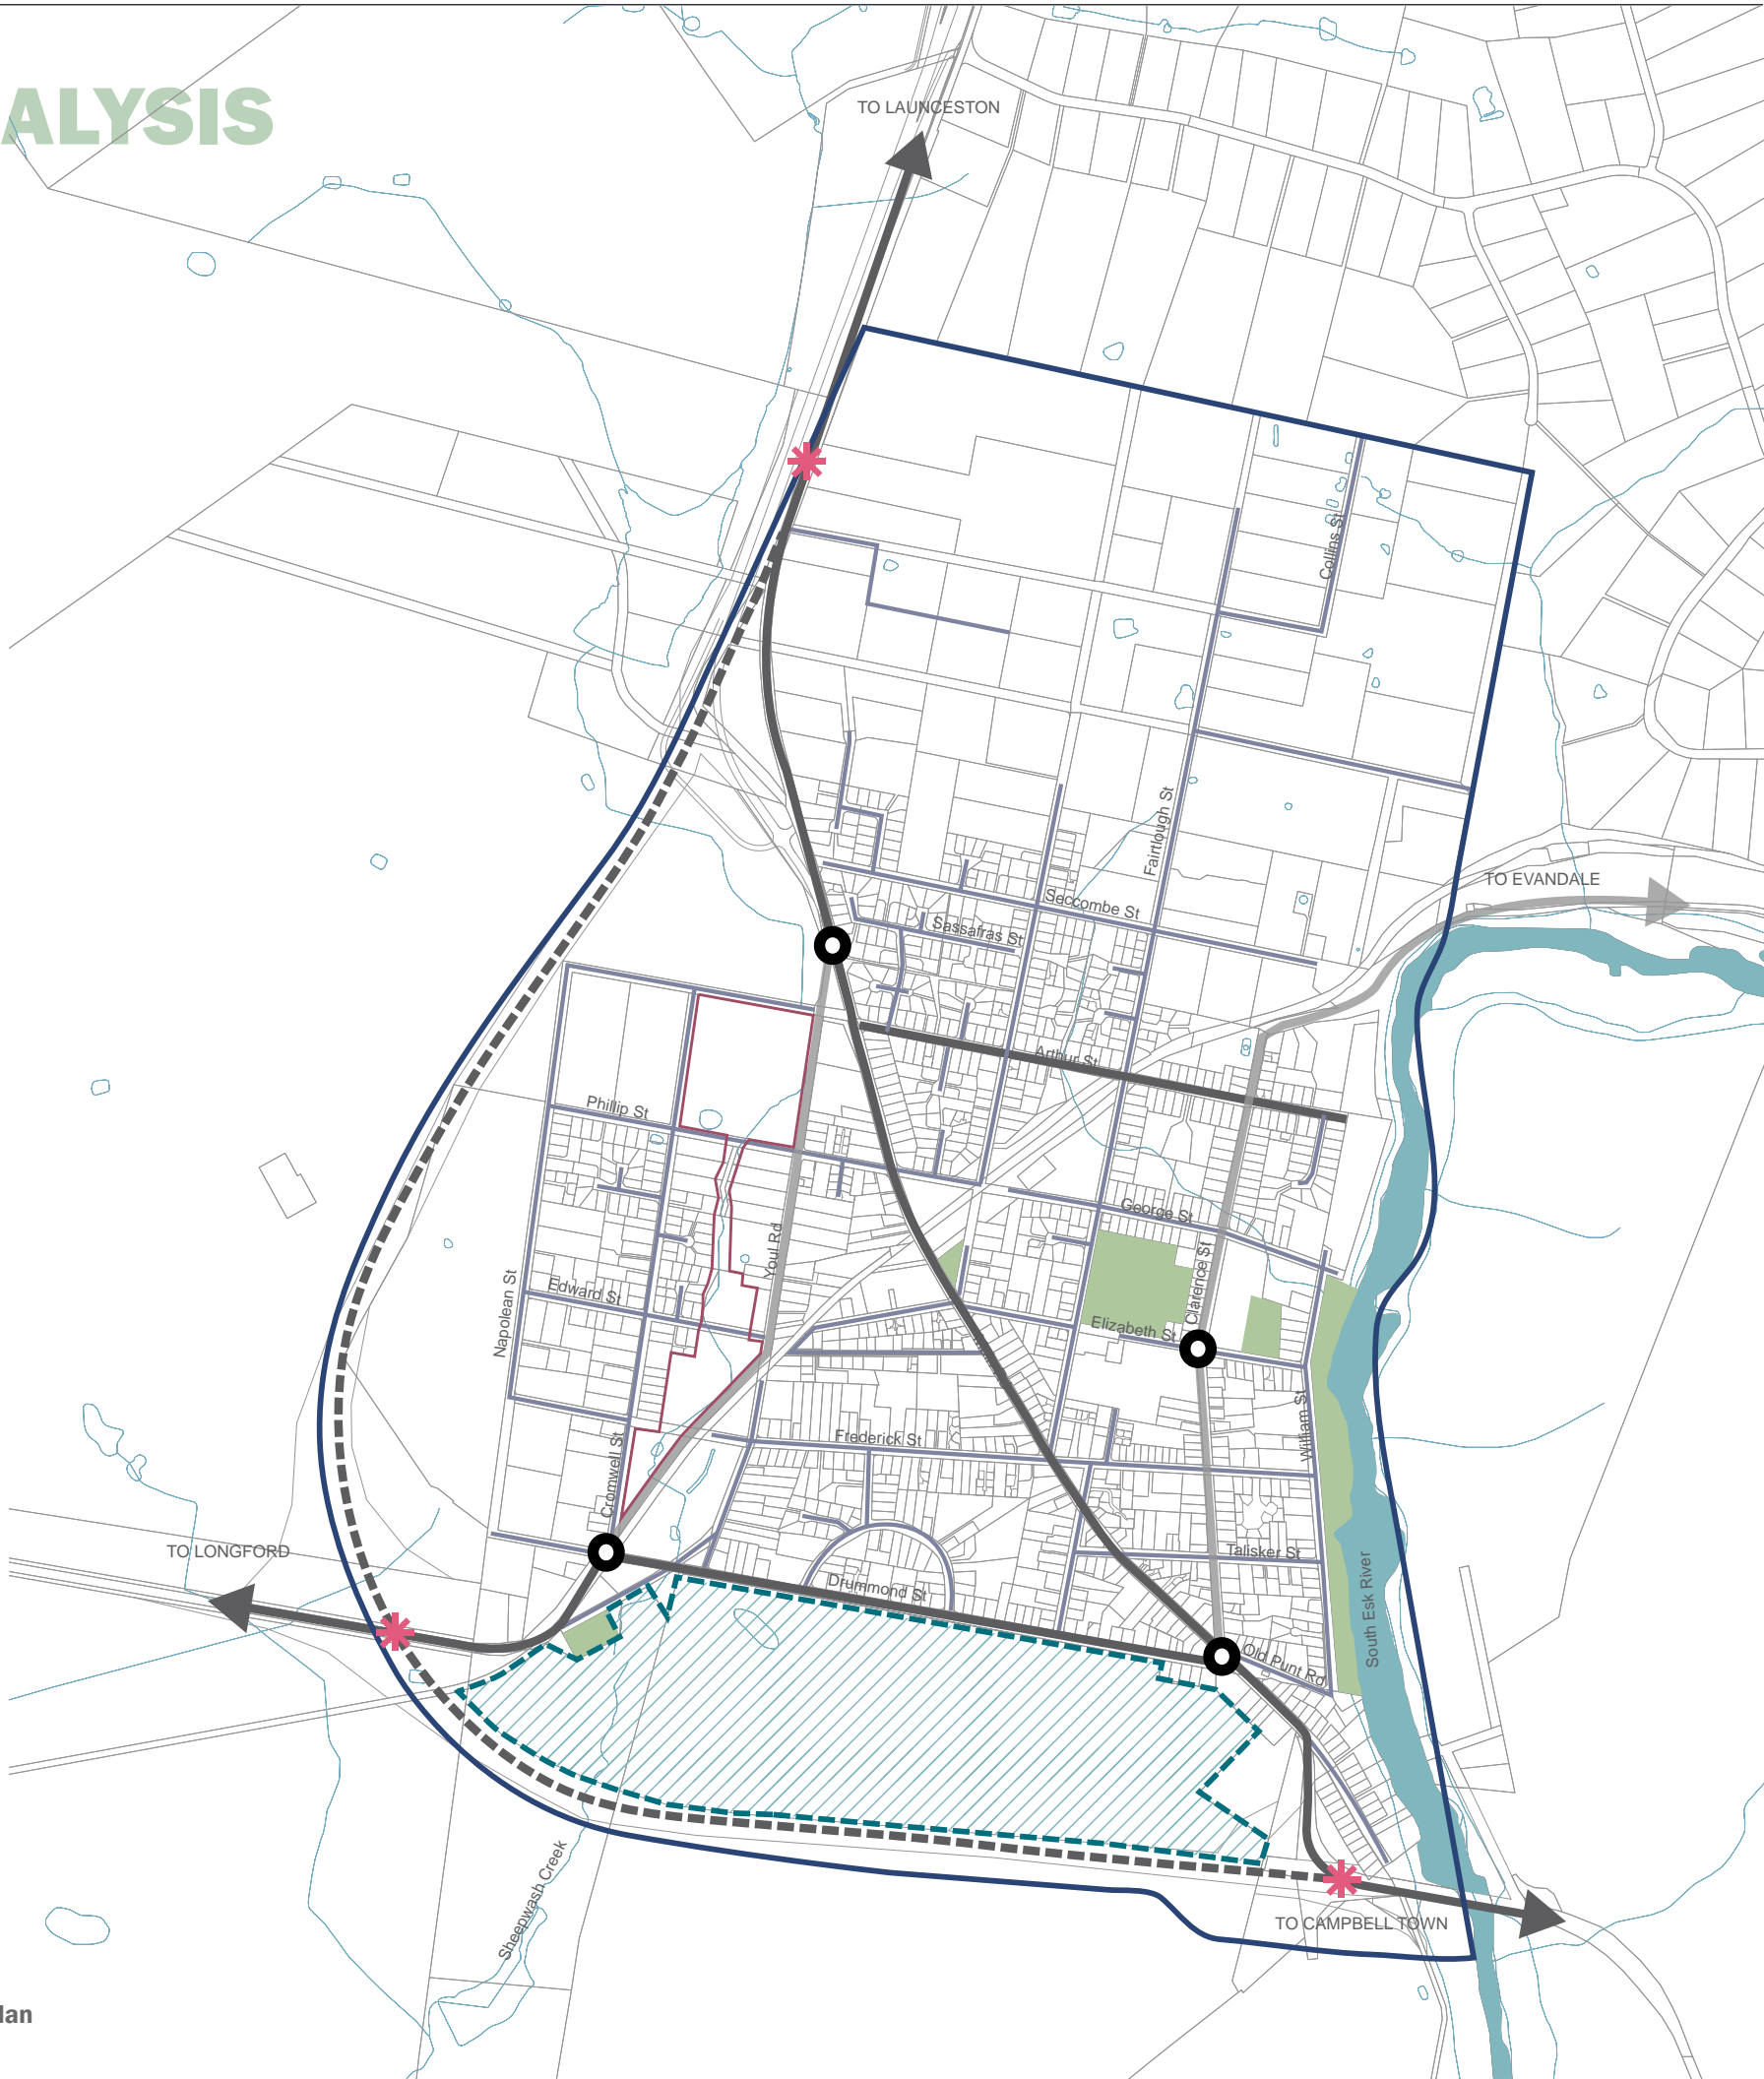 ALYSIS
TO LAUNCESTON
Collins St
Fairtlough St
TO EVANDALE
Seccombe St
Sassafras St
Arthur St
Phillip St
George St
Youl Rd
Clarence St
Napolean St
Edward St
Elizabeth St
William St
Frederick St
Cromwell St
TO LONGFORD
Talisker St
Drummond St
South Esk River
Old Punt Rd
Sheepwash Creek
TO CAMPBELL TOWN
lan